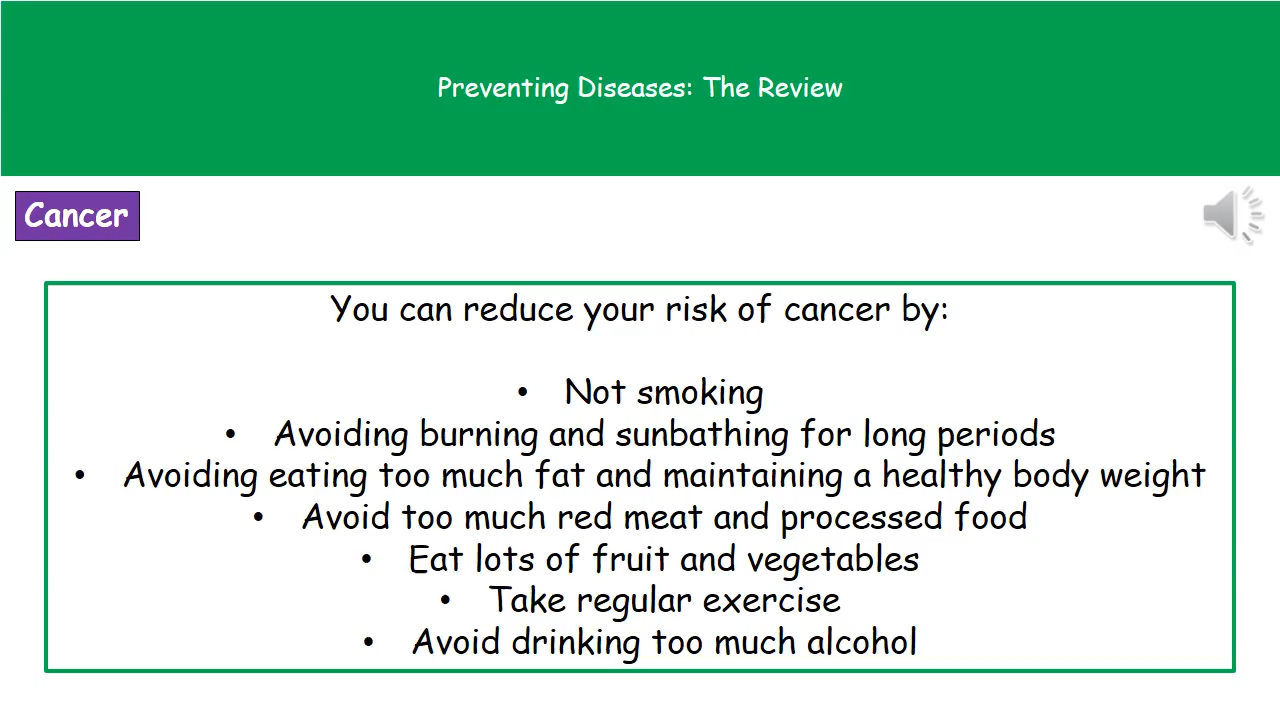 Preventing Diseases: The Review
Cancer
You can reduce your risk of cancer by:
• Not smoking
• Avoiding burning and sunbathing for long periods
• Avoiding eating too much fat and maintaining a healthy body weight
• Avoid too much red meat and processed food
• Eat lots of fruit and vegetables
• Take regular exercise
• Avoid drinking too much alcohol